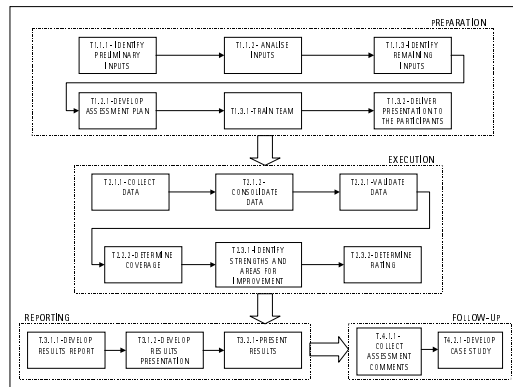 PREPARATION
T1.1.1-IDENTIFY
PRELIMINARY
INPUTS
T1.1.2- ANALISE
INPUTS
T1.1.3-IDENTIFY
REMAINING
INPUTS
T1.2.1-DEVELOP
ASSESSMENT PLAN
T1.3.1-TRAIN TEAM
T1.3.2-DELIVER
PRESENTATION TO
THE PARTICIPANTS
EXECUTION
T2.1.1-COLLECT
DATA
T2.1.2-
CONSOLIDATE
DATA
T2.2.1-VALIDATE
DATA
T2.2.2-DETERMINE
COVERAGE
T2.3.1-IDENTIFY
STRENGTHS AND
AREAS FOR
IMPROVEMENT
T2.3.2-DETERMINE
RATING
REPORTING
T.3.1.1-DEVELOP
RESULTS REPORT
T3.1.2-DEVELOP
RESULTS
PRESENTATION
T3.2.1-PRESENT
RESULTS
FOLLOW-UP
T.4.1.1-
COLLECT
ASSESSMENT
COMMENTS
T4.2.1-DEVELOP
CASE STUDY